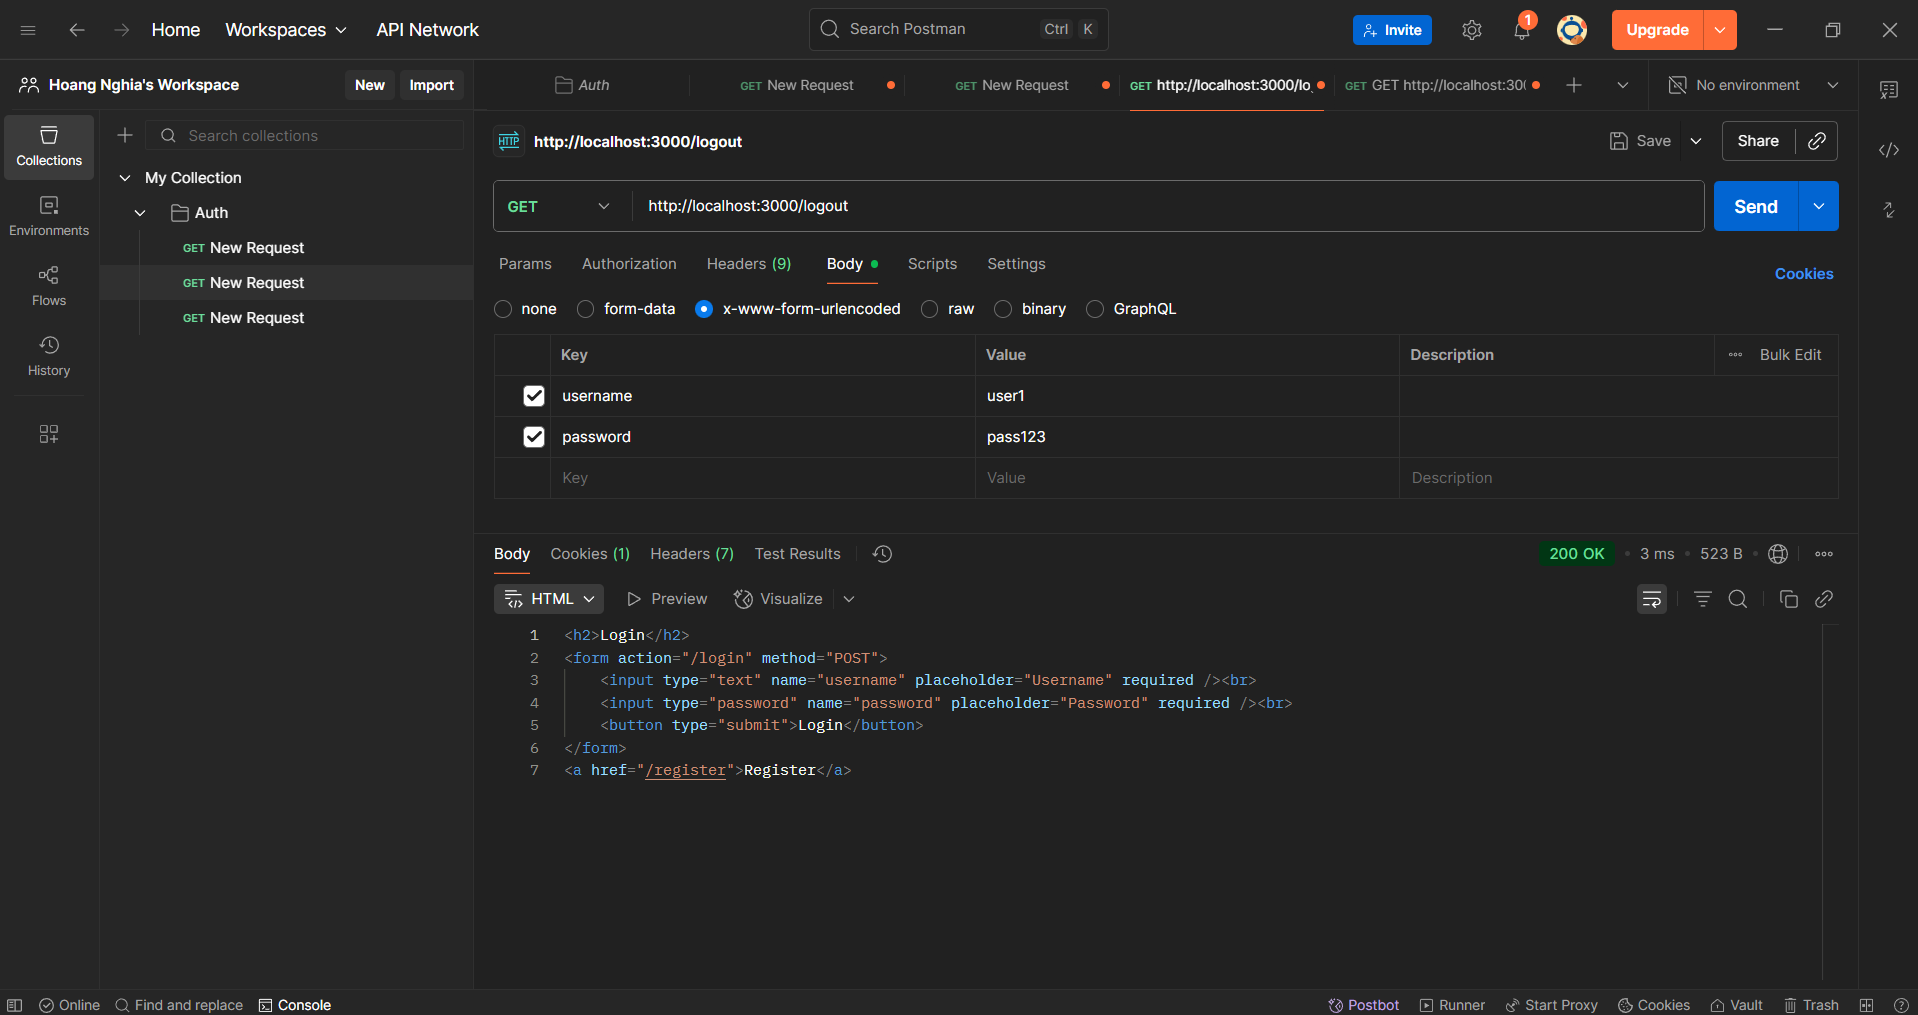 Home Workspaces API Network Search Postman Ctrl K Invite 1 Upgrade
Hoang Nghia's Workspace New Import Auth GET New Request GET New Request GET http://localhost:3000/lo GET GET http://localhost:300 No environment
Collections
Environments
Flows
History
Search collections
My Collection
Auth
GET New Request
GET New Request
GET New Request
HTTP http://localhost:3000/logout Save Share
GET http://localhost:3000/logout Send
Params Authorization Headers (9) Body Scripts Settings Cookies
none form-data x-www-form-urlencoded raw binary GraphQL
Key Value Description Bulk Edit
username user1
password pass123
Key Value Description
Body Cookies (1) Headers (7) Test Results 200 OK 3 ms 523 B
HTML Preview Visualize
1 <h2>Login</h2>
2 <form action="/login" method="POST">
3 <input type="text" name="username" placeholder="Username" required /><br>
4 <input type="password" name="password" placeholder="Password" required /><br>
5 <button type="submit">Login</button>
6 </form>
7 <a href="/register">Register</a>
Online Find and replace Console Postbot Runner Start Proxy Cookies Vault Trash